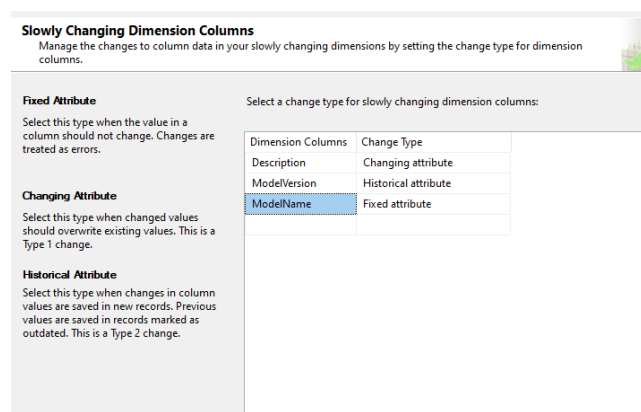 Slowly Changing Dimension Columns
Manage the changes to column data in your slowly changing dimensions by setting the change type for dimension
columns.
Fixed Attribute
Select this type when the value in a
column should not change. Changes are
treated as errors.
Changing Attribute
Select this type when changed values
should overwrite existing values. This is a
Type 1 change.
Historical Attribute
Select this type when changes in column
values are saved in new records. Previous
values are saved in records marked as
outdated. This is a Type 2 change.
Select a change type for slowly changing dimension columns:
Dimension Columns Change Type
Description Changing attribute
ModelVersion Historical attribute
ModelName Fixed attribute